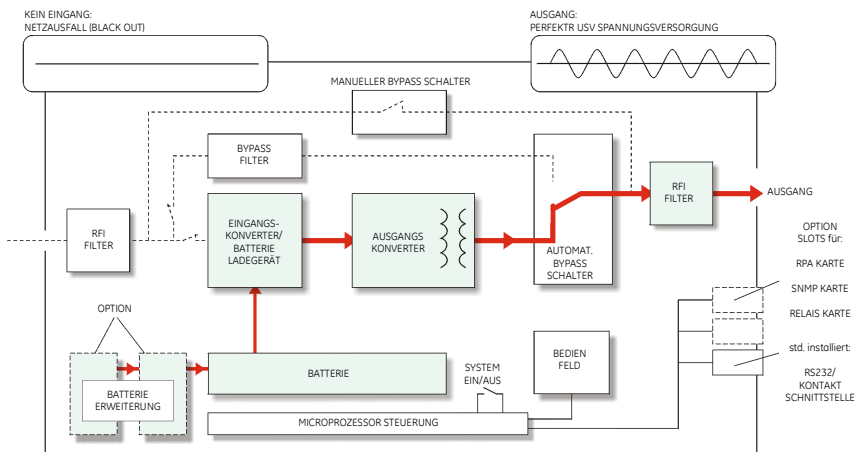 KEIN EINGANG:
NETZAUSFALL (BLACK OUT)
AUSGANG:
PERFEKTR USV SPANNUNGSVERSORGUNG
MANUELLER BYPASS SCHALTER
BYPASS
FILTER
RFI
FILTER
EINGANGS-
KONVERTER/
BATTERIE
LADEGERÄT
AUSGANGS
KONVERTER
AUTOMAT.
BYPASS
SCHALTER
RFI
FILTER
AUSGANG
OPTION
SLOTS für:
RPA KARTE
SNMP KARTE
RELAIS KARTE
std. installiert:
RS232/
KONTAKT
SCHNITTSTELLE
OPTION
BATTERIE
ERWEITERUNG
BATTERIE
SYSTEM
EIN/AUS
BEDIEN
FELD
MICROPROZESSOR STEUERUNG